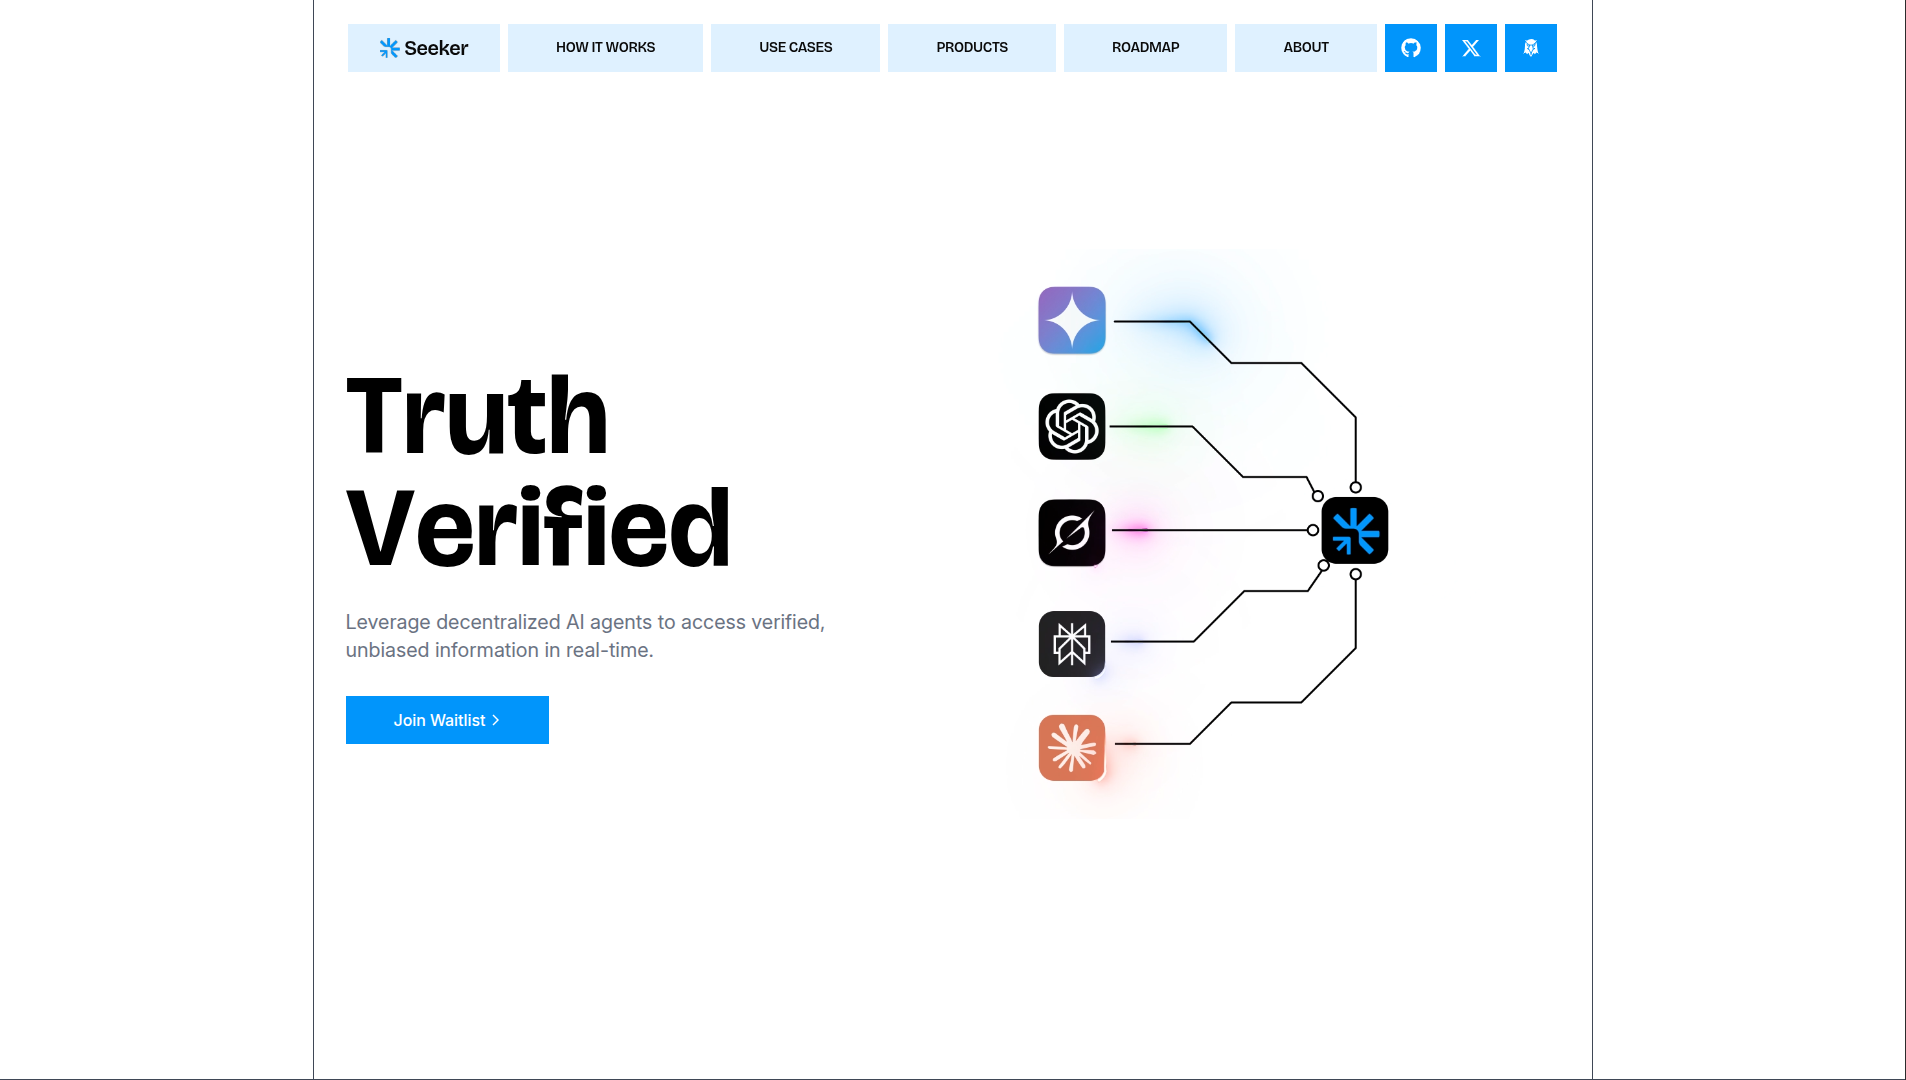 Seeker
HOW IT WORKS
USE CASES
PRODUCTS
ROADMAP
ABOUT
Truth
Verified
Leverage decentralized AI agents to access verified,
unbiased information in real-time.
Join Waitlist